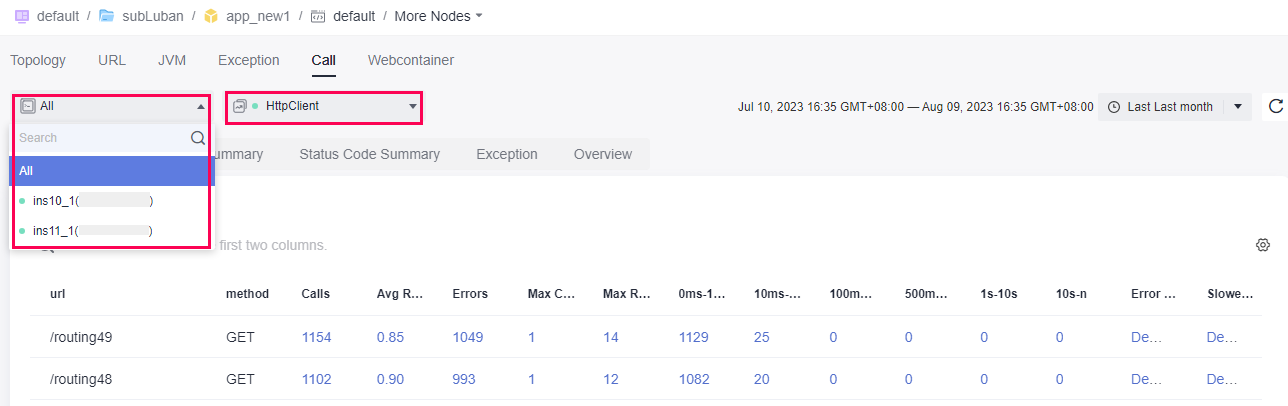 default / subLuban / app_new1 / default / More Nodes
Topology URL JVM Exception Call Webcontainer
All HttpClient Jul 10, 2023 16:35 GMT+08:00 — Aug 09, 2023 16:35 GMT+08:00 Last Last month
Search
ummary Status Code Summary Exception Overview
All
ins10_1( )
ins11_1( )
first two columns.
url method Calls Avg R... Errors Max C... Max R... 0ms-1... 10ms-... 100m... 500m... 1s-10s 10s-n Error ... Slowe...
/routing49 GET 1154 0.85 1049 1 14 1129 25 0 0 0 0 De... De...
/routing48 GET 1102 0.90 993 1 12 1082 20 0 0 0 0 De... De...